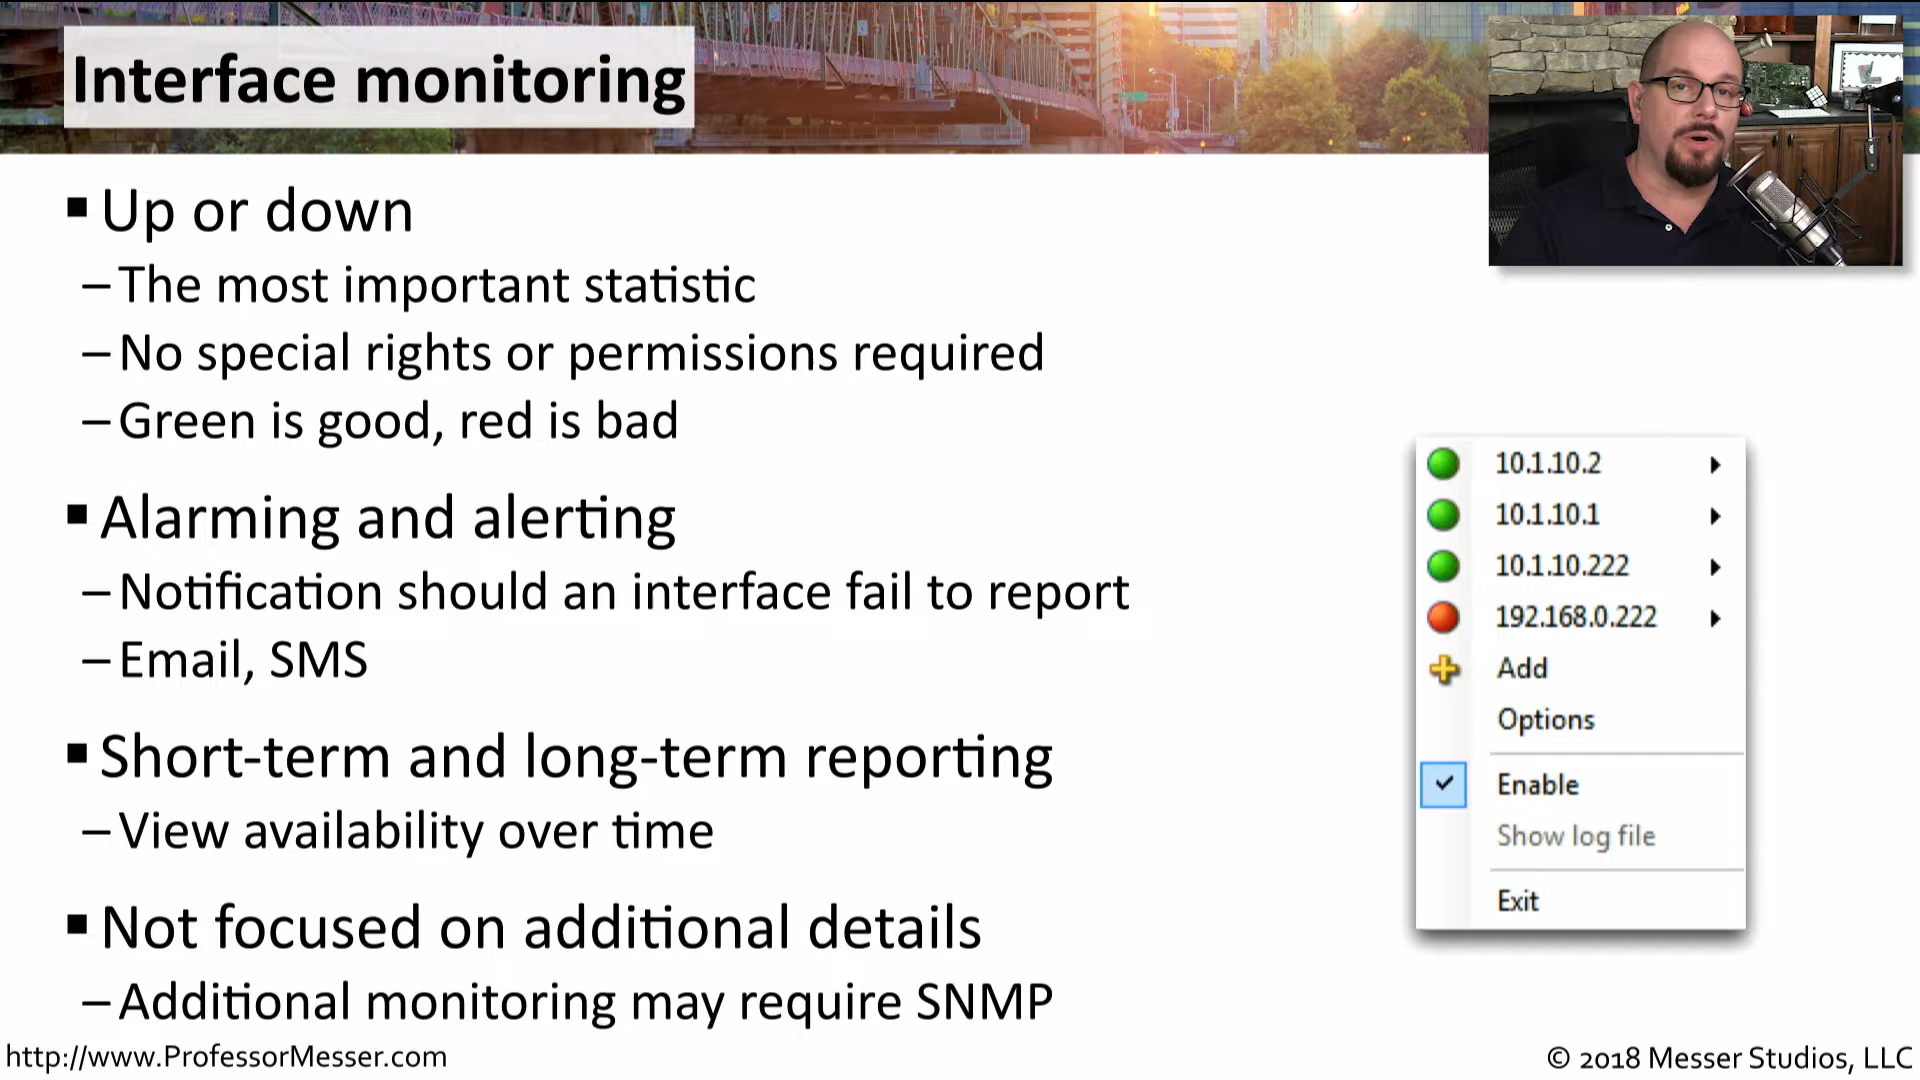 Interface monitoring
▪ Up or down
– The most important statistic
– No special rights or permissions required
– Green is good, red is bad
▪ Alarming and alerting
– Notification should an interface fail to report
– Email, SMS
▪ Short-term and long-term reporting
– View availability over time
▪ Not focused on additional details
– Additional monitoring may require SNMP
10.1.10.2
10.1.10.1
10.1.10.222
192.168.0.222
Add
Options
Enable
Show log file
Exit
http://www.ProfessorMesser.com
© 2018 Messer Studios, LLC